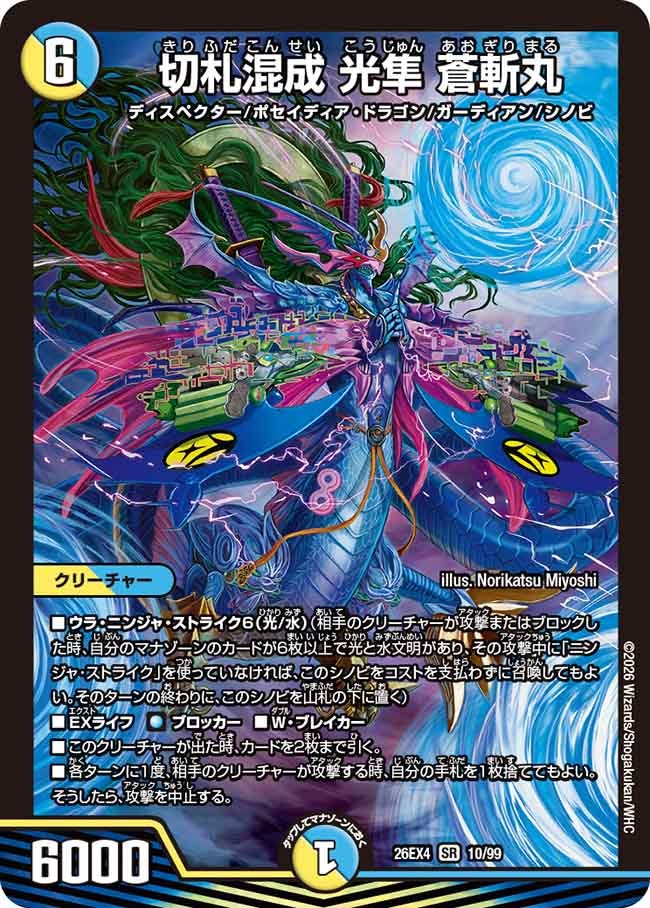 6
きりふだこんせい こうじゅん あおぎりまる
切札混成 光隼 蒼斬丸
ディスペクター/ポセイディア・ドラゴン/ガーディアン/シノビ
クリーチャー
illus. Norikatsu Miyoshi
■ウラ・ニンジャ・ストライク6(光/水)(相手のクリーチャーが攻撃またはブロックし
た時、自分のマナゾーンのカードが6枚以上で光と水文明があり、その攻撃中に「ニン
ジャ・ストライク」を使っていなければ、このシノビをコストを支払わずに召喚してもよ
い。そのターンの終わりに、このシノビを山札の下に置く)
■EXライフ ブロッカー ■W・ブレイカー
■このクリーチャーが出た時、カードを2枚まで引く。
■各ターンに1度、相手のクリーチャーが攻撃する時、自分の手札を1枚捨ててもよい。
そうしたら、攻撃を中止する。
©2026 Wizards/Shogakukan/WHC
タップしてマナゾーンにおく
1
6000
26EX4 SR 10/99